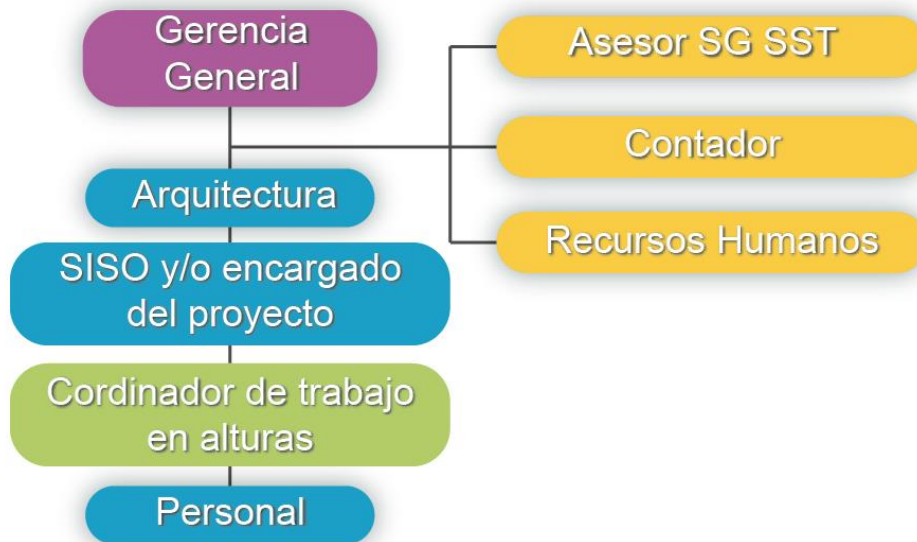 Gerencia
General
Asesor SG SST
Contador
Arquitectura
Recursos Humanos
SISO y/o encargado
del proyecto
Cordinador de trabajo
en alturas
Personal